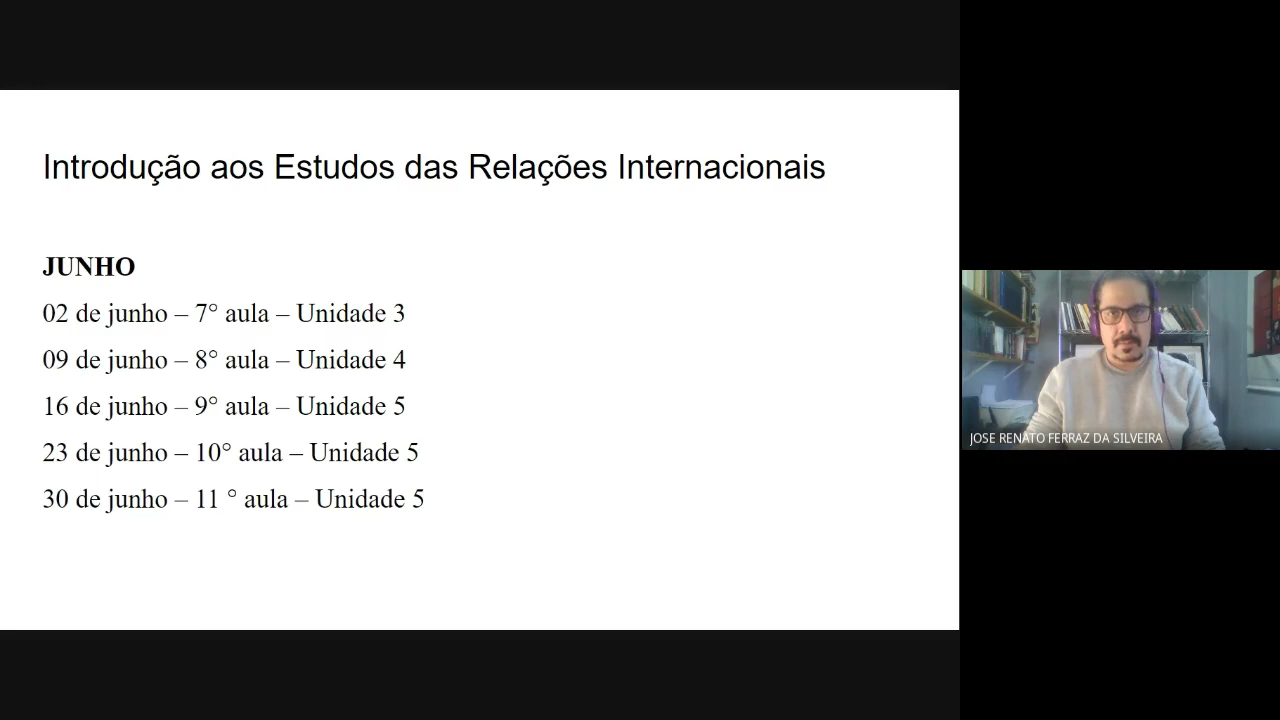 Introdução aos Estudos das Relações Internacionais
JUNHO
02 de junho – 7° aula – Unidade 3
09 de junho – 8° aula – Unidade 4
16 de junho – 9° aula – Unidade 5
23 de junho – 10° aula – Unidade 5
30 de junho – 11 ° aula – Unidade 5
JOSE RENATO FERRAZ DA SILVEIRA